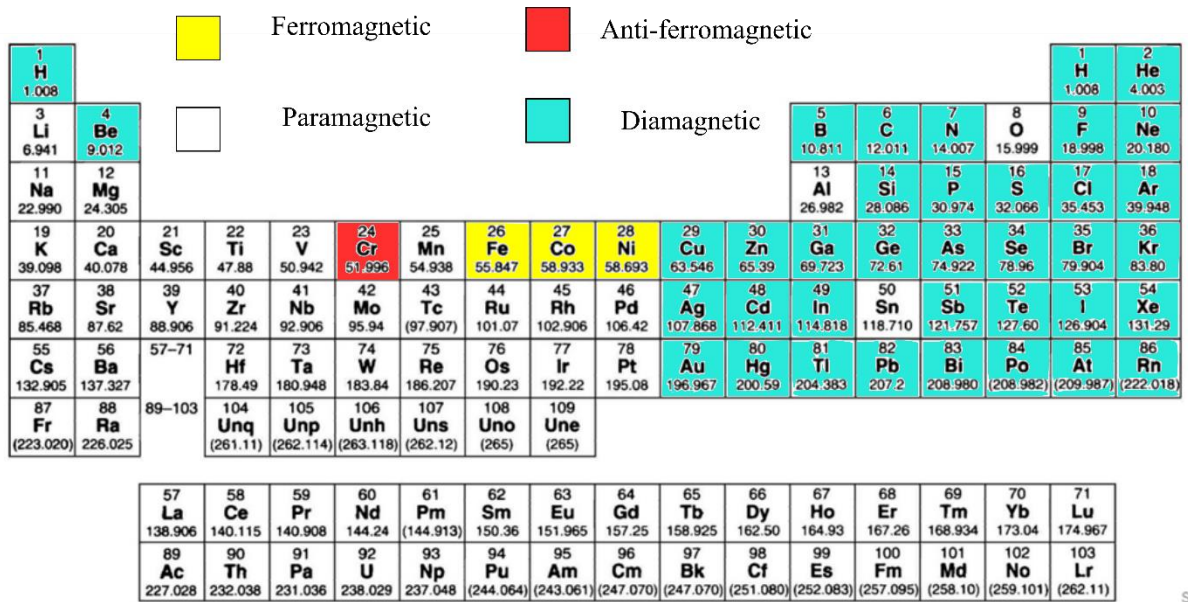 Ferromagnetic Anti-ferromagnetic
Paramagnetic Diamagnetic
1 1 2
H H He
1.008 1.008 4.003
3 4 5 6 7 8 9 10
Li Be B C N O F Ne
6.941 9.012 10.811 12.011 14.007 15.999 18.998 20.180
11 12 13 14 15 16 17 18
Na Mg Al Si P S Cl Ar
22.990 24.305 26.982 28.086 30.974 32.066 35.453 39.948
19 20 21 22 23 24 25 26 27 28 29 30 31 32 33 34 35 36
K Ca Sc Ti V Cr Mn Fe Co Ni Cu Zn Ga Ge As Se Br Kr
39.098 40.078 44.956 47.88 50.942 51.996 54.938 55.847 58.933 58.693 63.546 65.39 69.723 72.61 74.922 78.96 79.904 83.80
37 38 39 40 41 42 43 44 45 46 47 48 49 50 51 52 53 54
Rb Sr Y Zr Nb Mo Tc Ru Rh Pd Ag Cd In Sn Sb Te I Xe
85.468 87.62 88.906 91.224 92.906 95.94 (97.907) 101.07 102.906 106.42 107.868 112.411 114.818 118.710 121.757 127.60 126.904 131.29
55 56 57–71 72 73 74 75 76 77 78 79 80 81 82 83 84 85 86
Cs Ba Hf Ta W Re Os Ir Pt Au Hg Tl Pb Bi Po At Rn
132.905 137.327 178.49 180.948 183.84 186.207 190.23 192.22 195.08 196.967 200.59 204.383 207.2 208.980 (208.982) (209.987) (222.018)
87 88 89–103 104 105 106 107 108 109
Fr Ra Unq Unp Unh Uns Uno Une
(223.020) 226.025 (261.11) (262.114) (263.118) (262.12) (265) (265)
57 58 59 60 61 62 63 64 65 66 67 68 69 70 71
La Ce Pr Nd Pm Sm Eu Gd Tb Dy Ho Er Tm Yb Lu
138.906 140.115 140.908 144.24 (144.913) 150.36 151.965 157.25 158.925 162.50 164.93 167.26 168.934 173.04 174.967
89 90 91 92 93 94 95 96 97 98 99 100 101 102 103
Ac Th Pa U Np Pu Am Cm Bk Cf Es Fm Md No Lr
227.028 232.038 231.036 238.029 237.048 (244.064) (243.061) (247.070) (247.070) (251.080) (252.083) (257.095) (258.10) (259.101) (262.11)